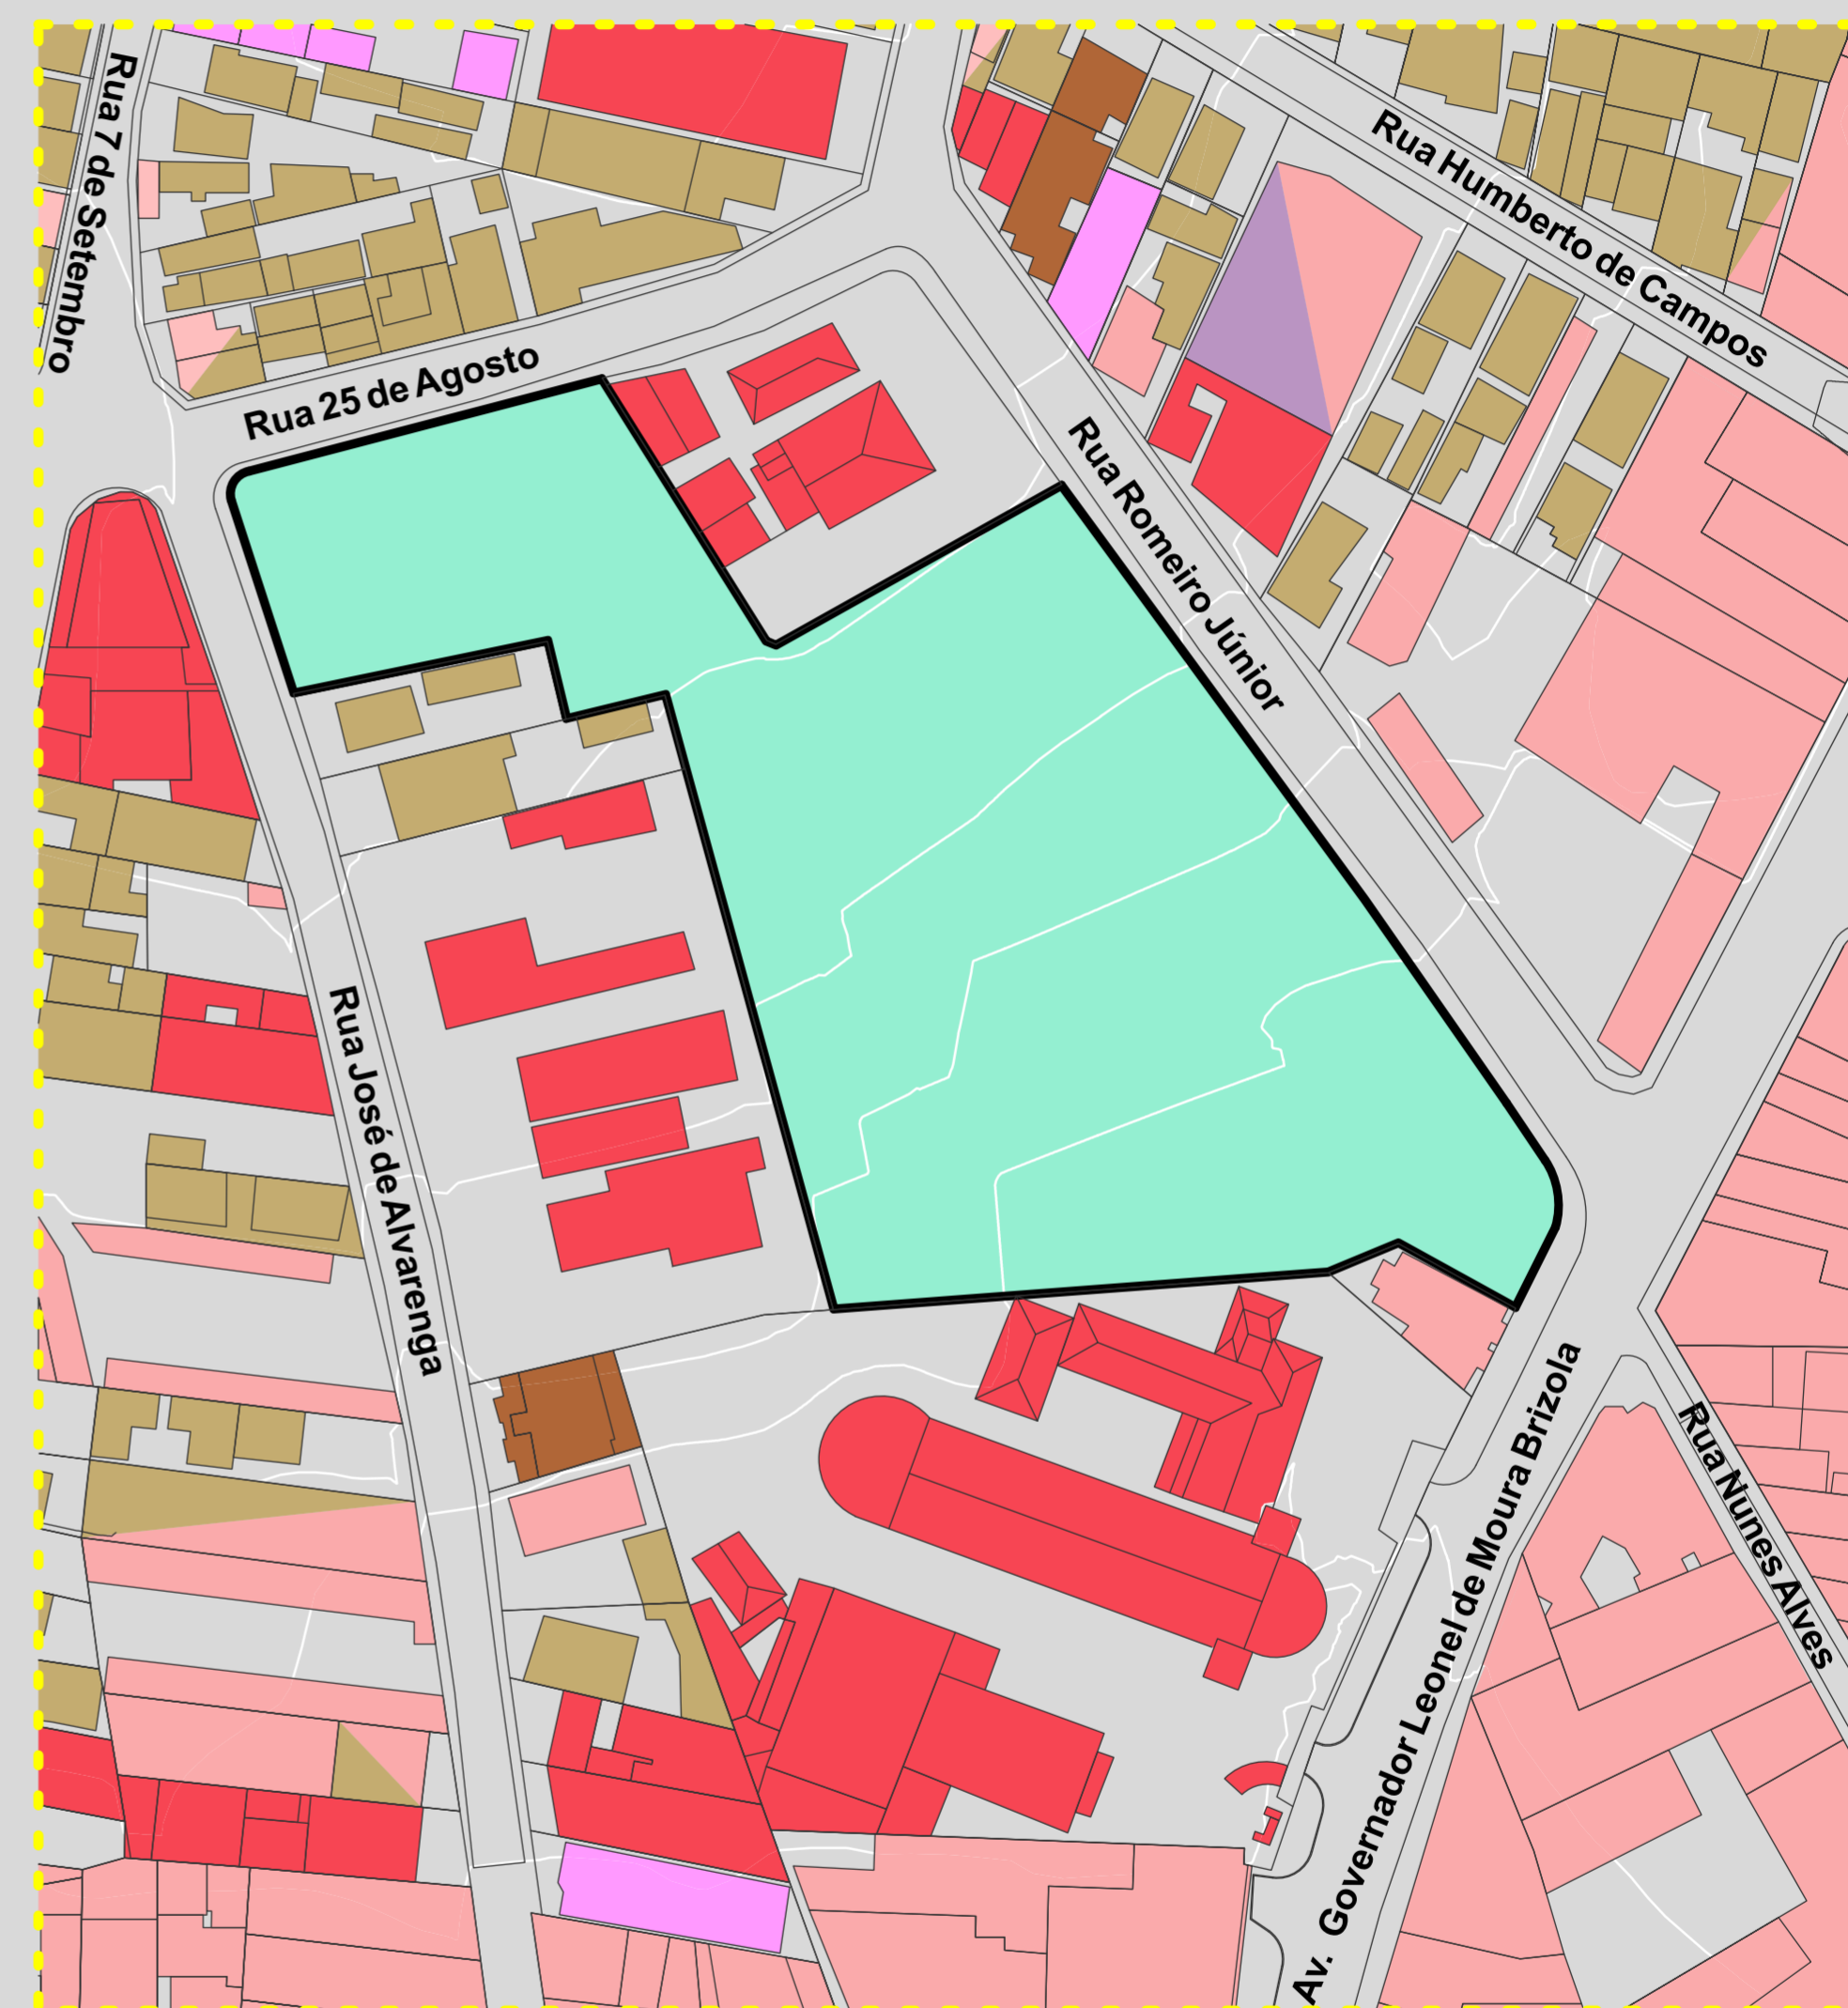 Rua 7 de Setembro
Rua Humberto de Campos
Rua 25 de Agosto
Rua Romeiro Júnior
Rua José de Alvarenga
Av. Governador Leonel de Moura Brizola
Rua Nunes Alves